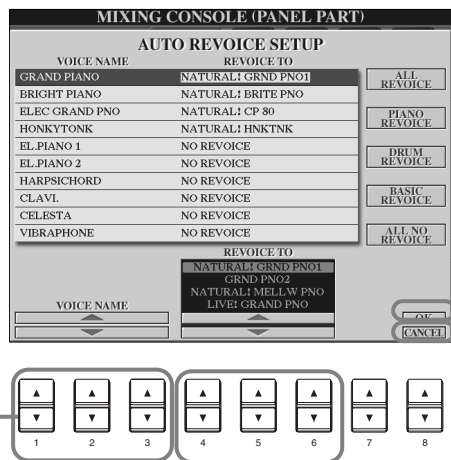 MIXING CONSOLE (PANEL PART)
AUTO REVOICE SETUP
VOICE NAME REVOICE TO
GRAND PIANO NATURAL! GRND PNO1
BRIGHT PIANO NATURAL! BRITE PNO
ELEC GRAND PNO NATURAL! CP 80
HONKYTONK NATURAL! HNKTNK
EL.PIANO 1 NO REVOICE
EL.PIANO 2 NO REVOICE
HARPSICHORD NO REVOICE
CLAVI. NO REVOICE
CELESTA NO REVOICE
VIBRAPHONE NO REVOICE
ALL
REVOICE
PIANO
REVOICE
DRUM
REVOICE
BASIC
REVOICE
ALL NO
REVOICE
REVOICE TO
NATURAL! GRND PNO1
GRND PNO2
NATURAL! MELLW PNO
LIVE! GRAND PNO
VOICE NAME
OK
CANCEL
1 2 3 4 5 6 7 8